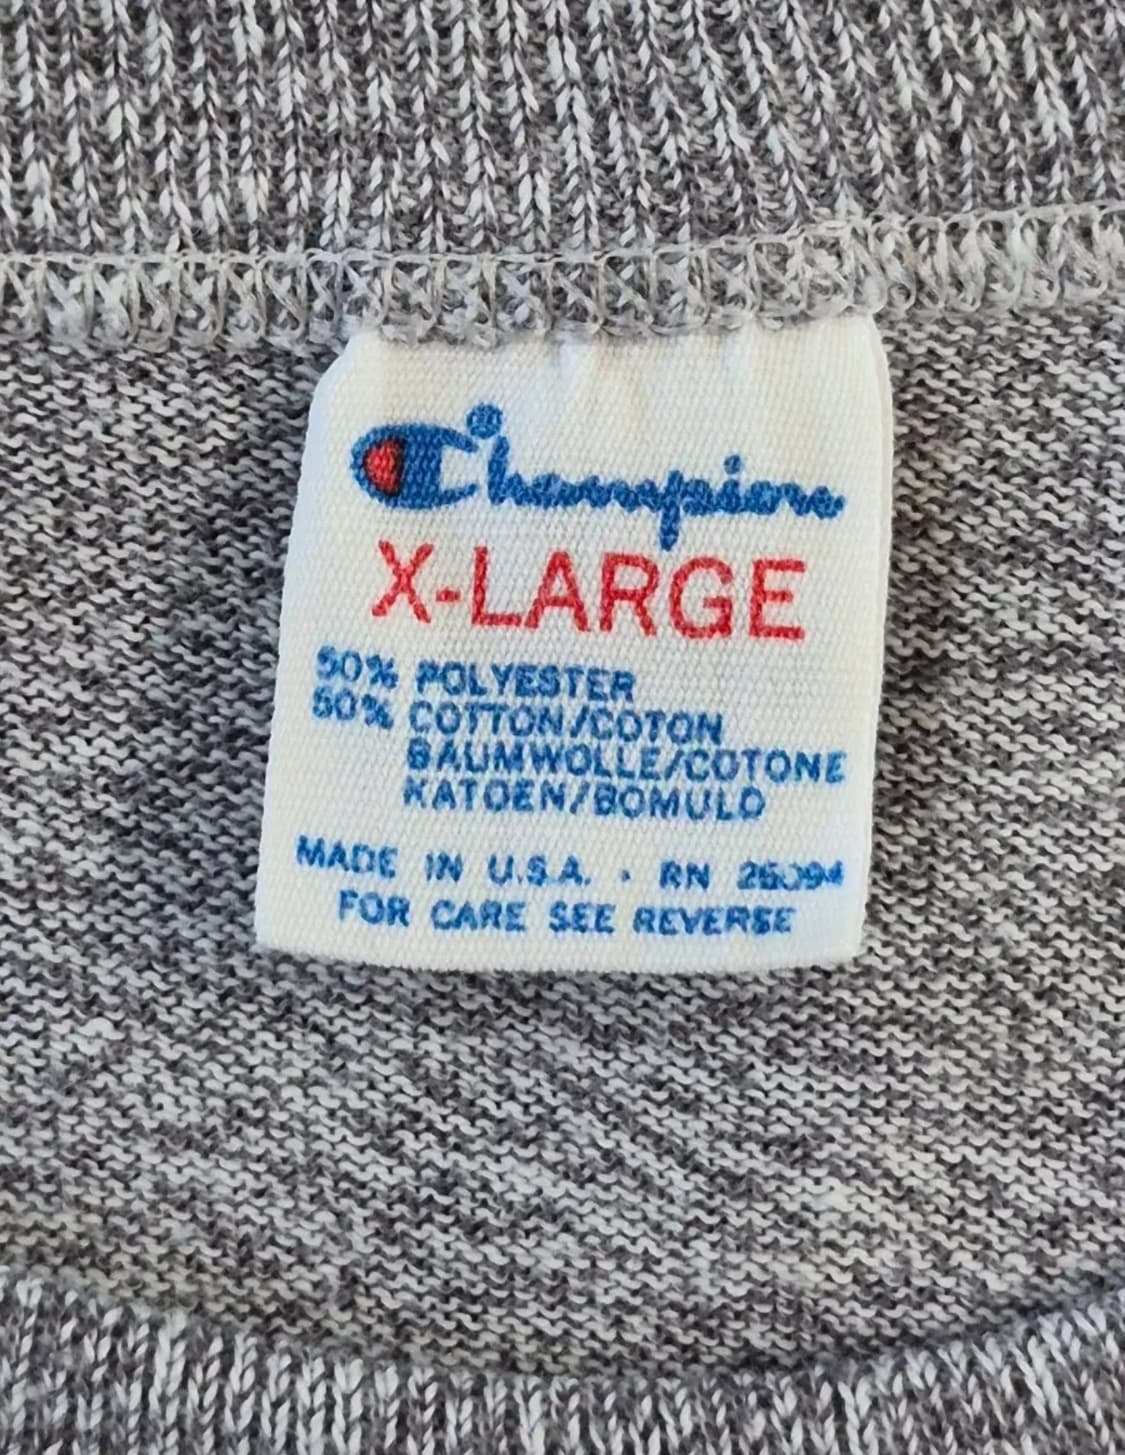 Champion
X-LARGE
50% POLYESTER
50% COTTON/COTON
BAUMWOLLE/COTONE
KATOEN/BOMULD
MADE IN U.S.A. · RN 26094
FOR CARE SEE REVERSE